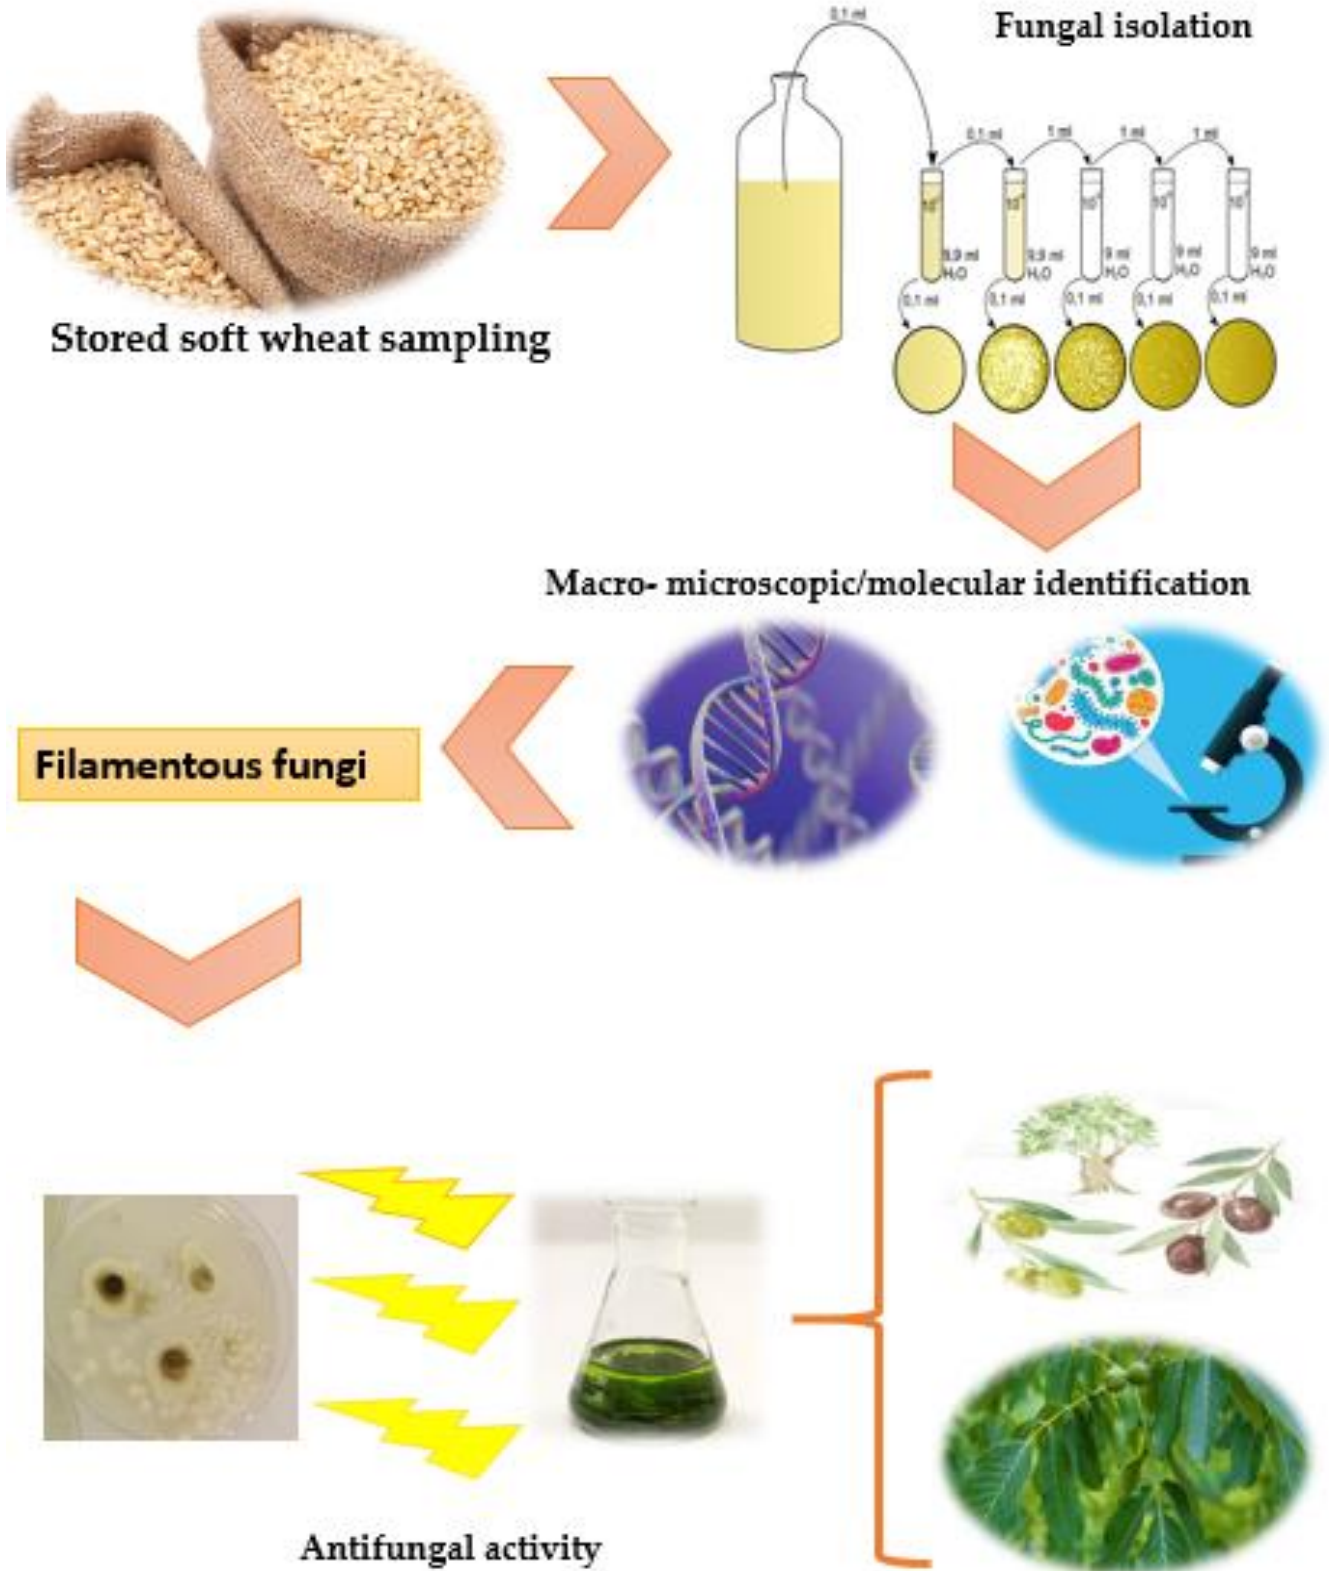 Fungal isolation
0,1 ml
0,1 ml
1 ml
1 ml
1 ml
9,9 ml
H₂O
9,9 ml
H₂O
9 ml
H₂O
9 ml
H₂O
9 ml
H₂O
0,1 ml
0,1 ml
0,1 ml
0,1 ml
0,1 ml
Stored soft wheat sampling
Macro- microscopic/molecular identification
Filamentous fungi
Antifungal activity